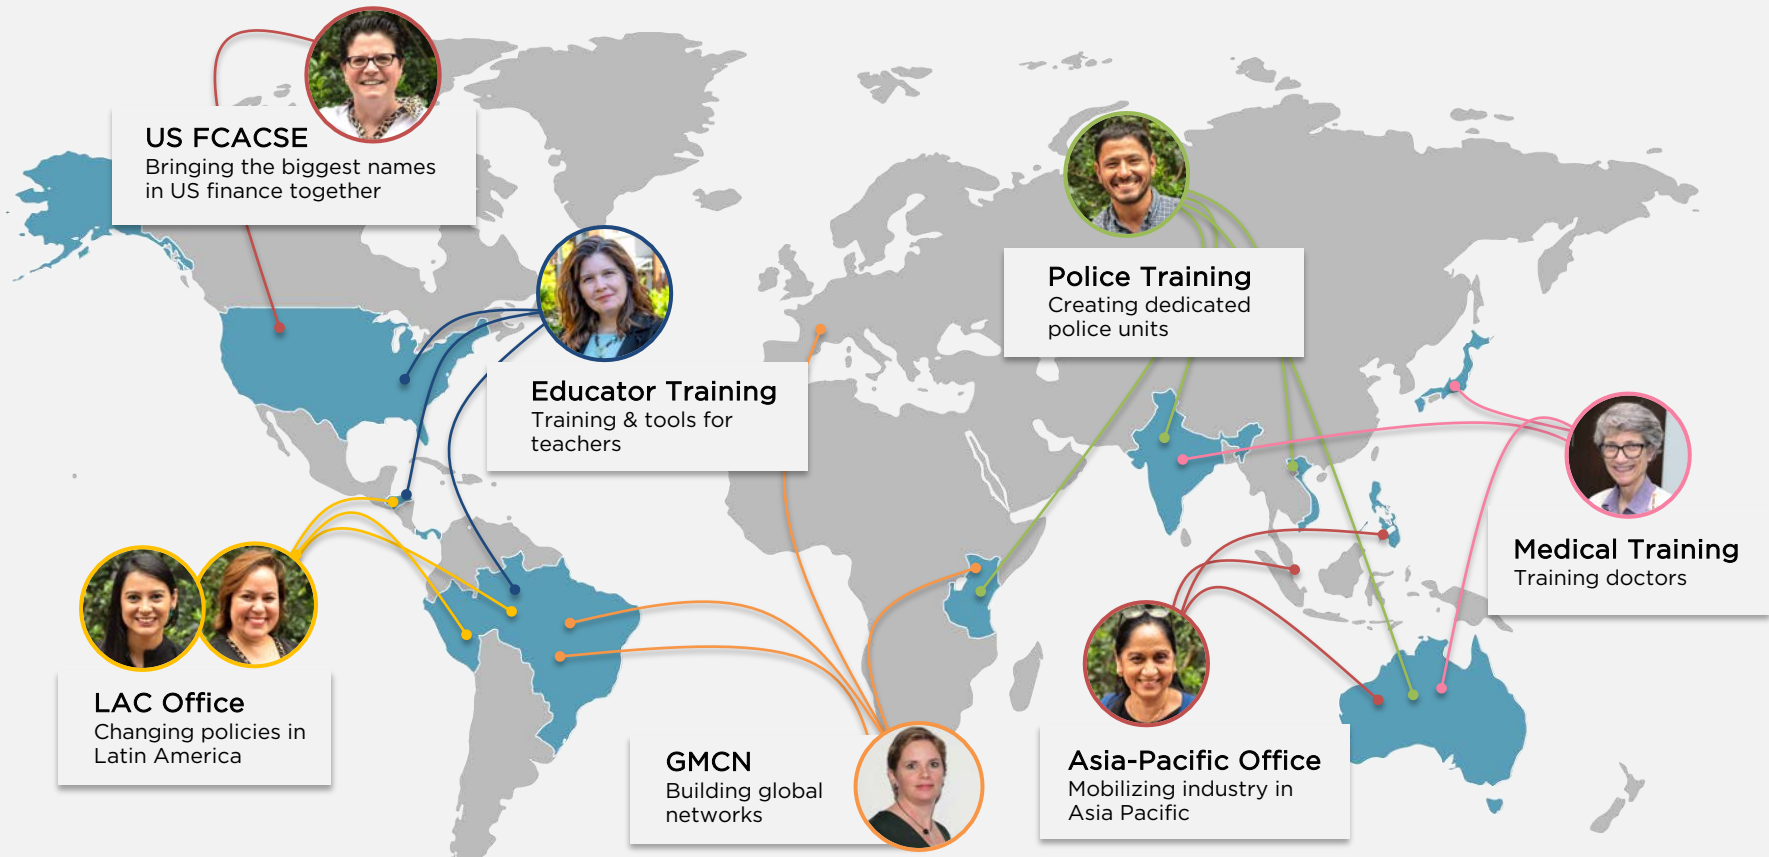 US FCACSE
Bringing the biggest names
in US finance together
Police Training
Creating dedicated
police units
Educator Training
Training & tools for
teachers
Medical Training
Training doctors
LAC Office
Changing policies in
Latin America
GMCN
Building global
networks
Asia-Pacific Office
Mobilizing industry in
Asia Pacific